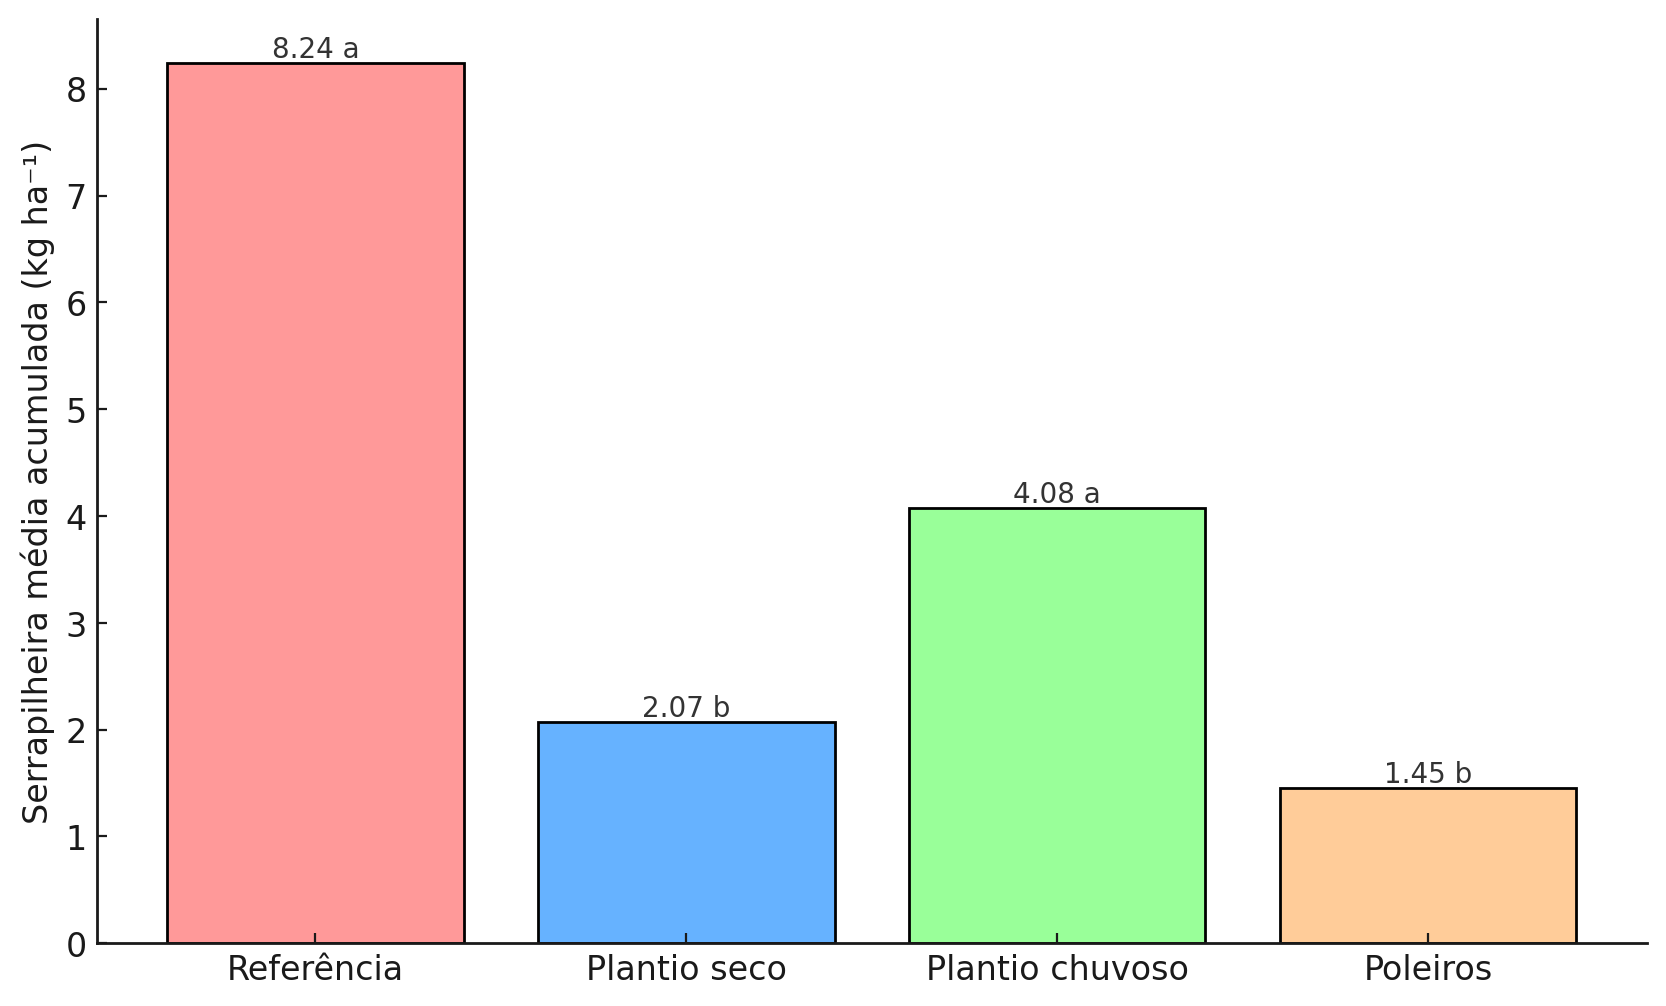 Serrapilheira média acumulada (kg ha⁻¹)
8
7
6
5
4
3
2
1
0
8.24 a
2.07 b
4.08 a
1.45 b
Referência
Plantio seco
Plantio chuvoso
Poleiros